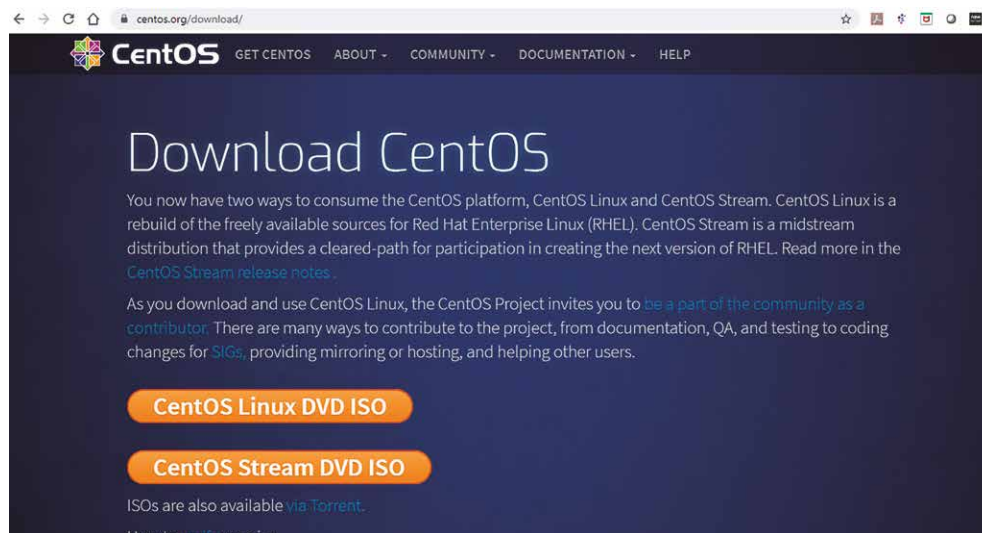 centos.org/download/
CentOS GET CENTOS ABOUT COMMUNITY DOCUMENTATION HELP
Download CentOS
You now have two ways to consume the CentOS platform, CentOS Linux and CentOS Stream. CentOS Linux is a
rebuild of the freely available sources for Red Hat Enterprise Linux (RHEL). CentOS Stream is a midstream
distribution that provides a cleared-path for participation in creating the next version of RHEL. Read more in the
CentOS Stream release notes.
As you download and use CentOS Linux, the CentOS Project invites you to be a part of the community as a
contributor. There are many ways to contribute to the project, from documentation, QA, and testing to coding
changes for SIGs, providing mirroring or hosting, and helping other users.
CentOS Linux DVD ISO
CentOS Stream DVD ISO
ISOs are also available via Torrent.